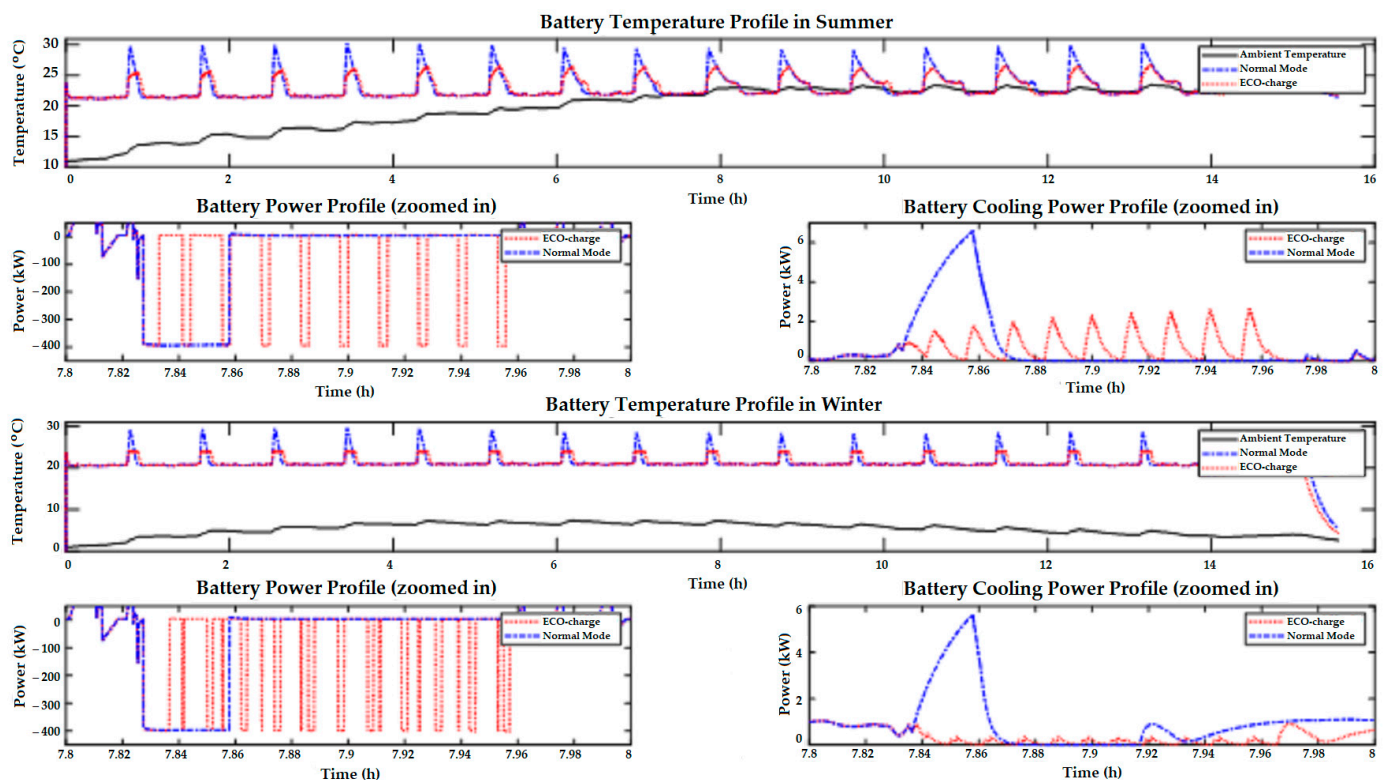 Battery Temperature Profile in Summer
Temperature (°C)
30
25
20
15
10
Ambient Temperature
Normal Mode
ECO-charge
0 2 4 6 8 10 12 14 16
Time (h)
Battery Power Profile (zoomed in)
Power (kW)
0
−100
−200
−300
−400
ECO-charge
Normal Mode
7.8 7.82 7.84 7.86 7.88 7.9 7.92 7.94 7.96 7.98 8
Time (h)
Battery Cooling Power Profile (zoomed in)
Power (kW)
6
4
2
0
ECO-charge
Normal Mode
7.8 7.82 7.84 7.86 7.88 7.90 7.92 7.94 7.96 7.98 8
Time (h)
Battery Temperature Profile in Winter
Temperature (°C)
30
20
10
0
Ambient Temperature
Normal Mode
ECO-charge
0 2 4 6 8 10 12 14 16
Time (h)
Battery Power Profile (zoomed in)
Power (kW)
0
−100
−200
−300
−400
ECO-charge
Normal Mode
7.8 7.82 7.84 7.86 7.88 7.9 7.92 7.94 7.96 7.98 8
Time (h)
Battery Cooling Power Profile (zoomed in)
Power (kW)
6
4
2
0
ECO-charge
Normal Mode
7.8 7.82 7.84 7.86 7.88 7.90 7.92 7.94 7.96 7.98 8
Time (h)